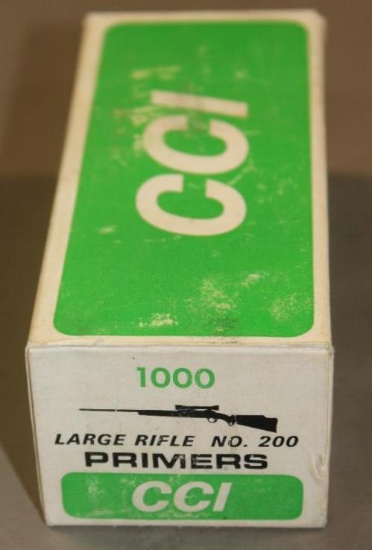 CCI
1000
LARGE RIFLE NO. 200
PRIMERS
CCI